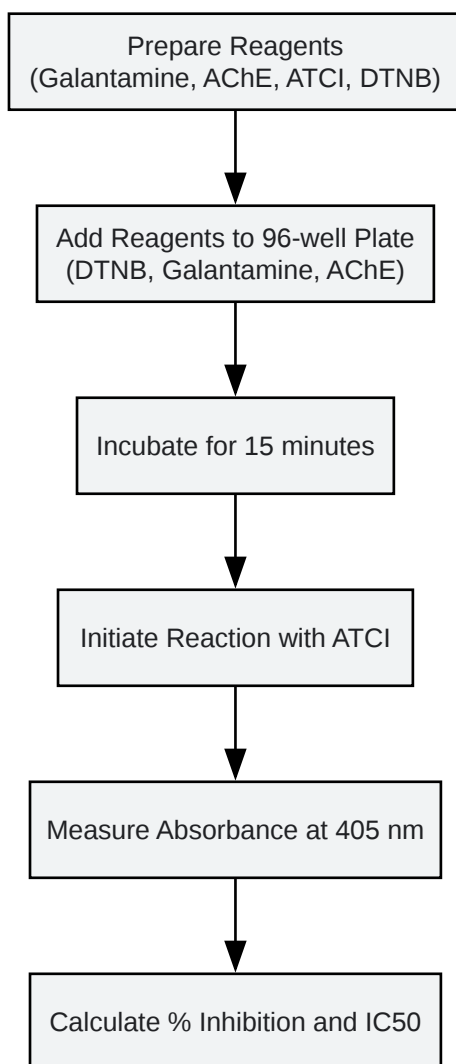 Prepare Reagents
(Galantamine, AChE, ATCI, DTNB)
Add Reagents to 96-well Plate
(DTNB, Galantamine, AChE)
Incubate for 15 minutes
Initiate Reaction with ATCI
Measure Absorbance at 405 nm
Calculate % Inhibition and IC50